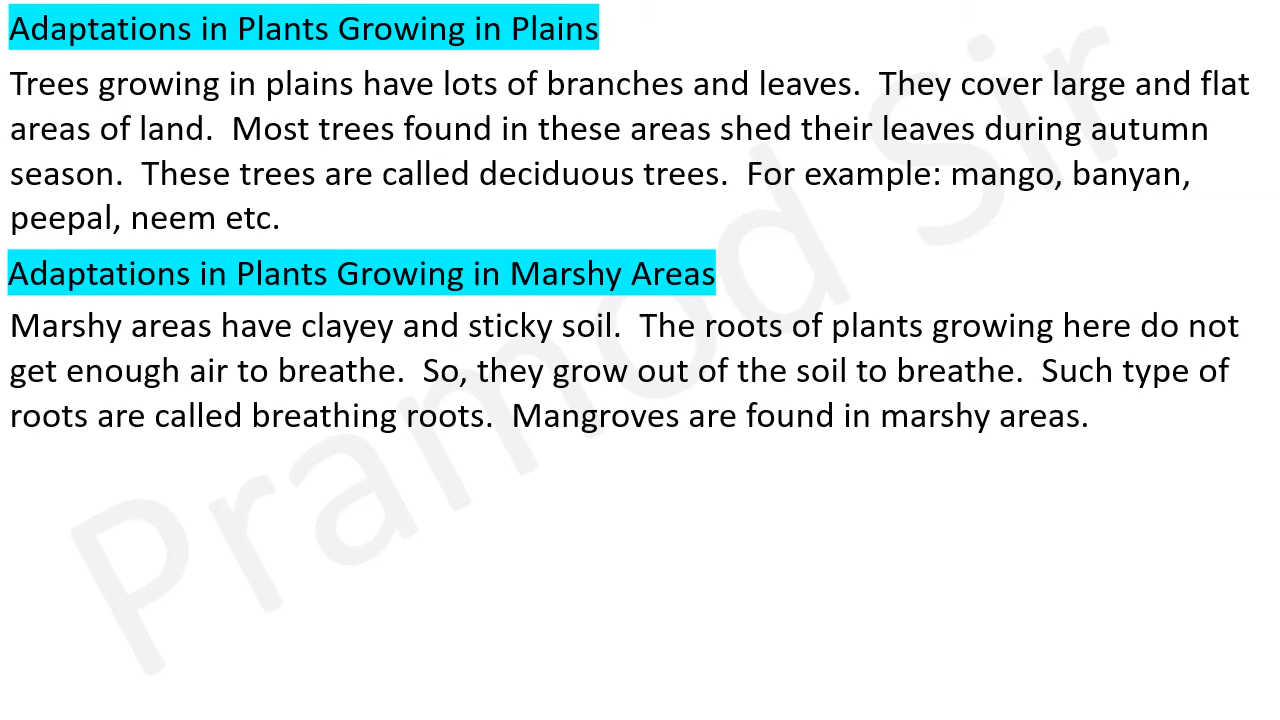 Adaptations in Plants Growing in Plains
Trees growing in plains have lots of branches and leaves.  They cover large and flat
areas of land.  Most trees found in these areas shed their leaves during autumn
season.  These trees are called deciduous trees.  For example: mango, banyan,
peepal, neem etc.
Adaptations in Plants Growing in Marshy Areas
Marshy areas have clayey and sticky soil.  The roots of plants growing here do not
get enough air to breathe.  So, they grow out of the soil to breathe.  Such type of
roots are called breathing roots.  Mangroves are found in marshy areas.
Pramod Sir